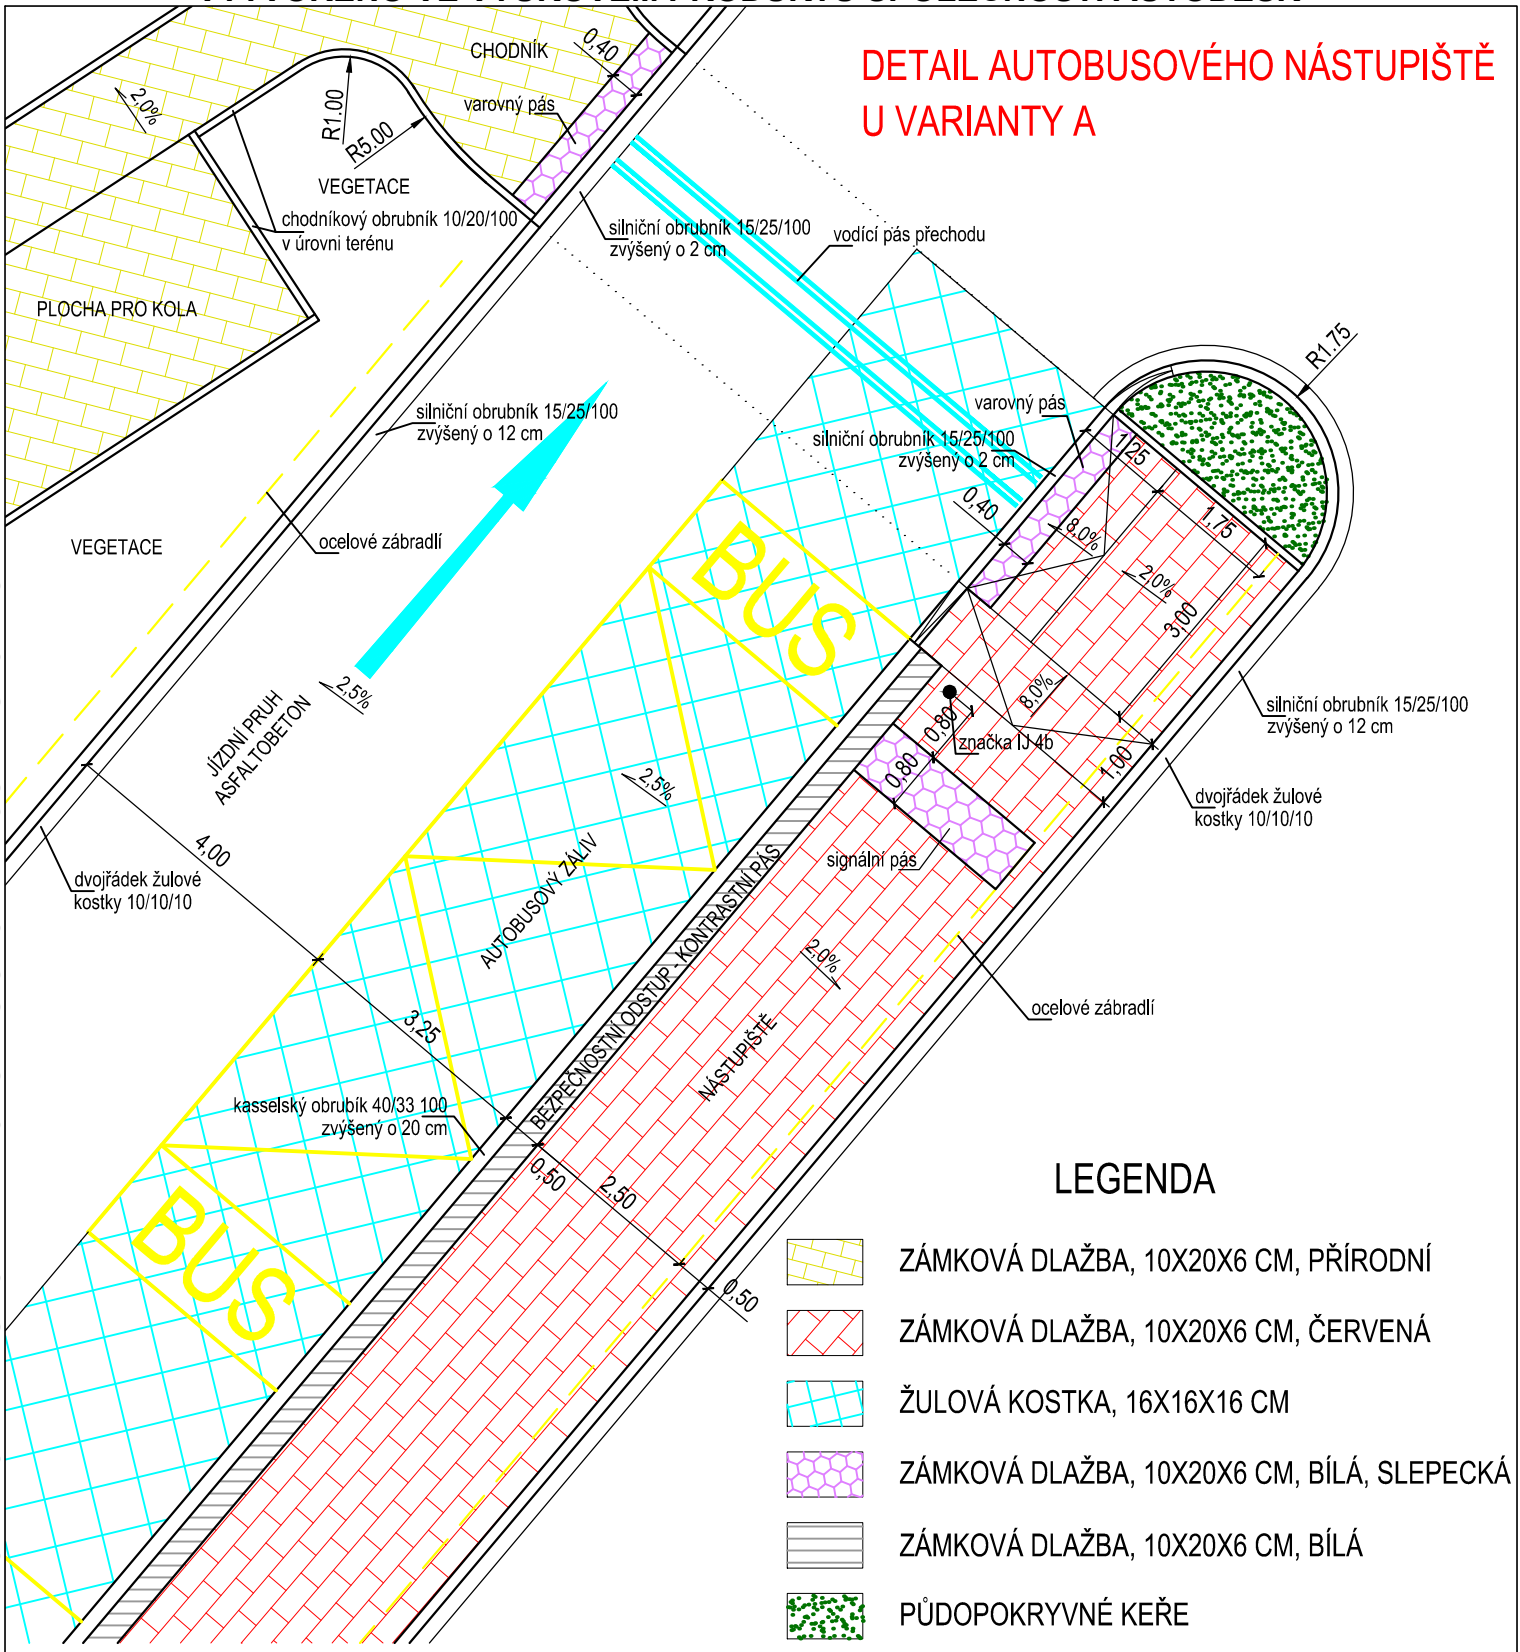 DETAIL AUTOBUSOVÉHO NÁSTUPIŠTĚ
U VARIANTY A
CHODNÍK
0,40
varovný pás
2,0%
R1.00
R5.00
VEGETACE
chodníkový obrubník 10/20/100
v úrovni terénu
silniční obrubník 15/25/100
zvýšený o 2 cm
vodící pás přechodu
PLOCHA PRO KOLA
R1.75
silniční obrubník 15/25/100
zvýšený o 12 cm
varovný pás
silniční obrubník 15/25/100
zvýšený o 2 cm
1,25
0,40
8,0%
1,75
VEGETACE
ocelové zábradlí
BUS
2,0%
3,00
JÍZDNÍ PRUH
ASFALTOBETON
2,5%
8,0%
silniční obrubník 15/25/100
zvýšený o 12 cm
0,80
značka IJ 4b
1,00
2,5%
0,80
dvojřádek žulové
kostky 10/10/10
4,00
signální pás
dvojřádek žulové
kostky 10/10/10
AUTOBUSOVÝ ZÁLIV
BEZPEČNOSTNÍ ODSTUP - KONTRASTNÍ PÁS
2,0%
ocelové zábradlí
3,25
NÁSTUPIŠTĚ
kasselský obrubík 40/33 100
zvýšený o 20 cm
0,50
2,50
0,50
BUS
LEGENDA
ZÁMKOVÁ DLAŽBA, 10X20X6 CM, PŘÍRODNÍ
ZÁMKOVÁ DLAŽBA, 10X20X6 CM, ČERVENÁ
ŽULOVÁ KOSTKA, 16X16X16 CM
ZÁMKOVÁ DLAŽBA, 10X20X6 CM, BÍLÁ, SLEPECKÁ
ZÁMKOVÁ DLAŽBA, 10X20X6 CM, BÍLÁ
PŮDOPOKRYVNÉ KEŘE